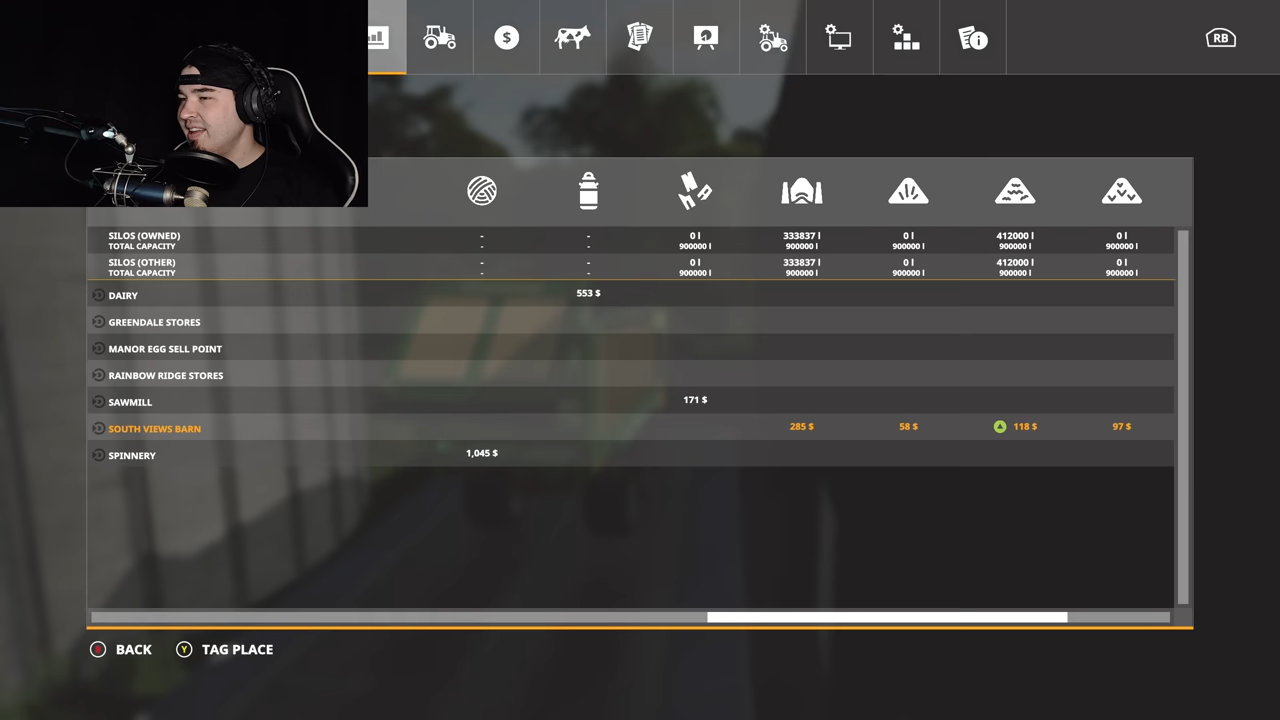 RB
SILOS (OWNED) - - 0 l 333837 l 0 l 412000 l 0 l
TOTAL CAPACITY - - 900000 l 900000 l 900000 l 900000 l 900000 l
SILOS (OTHER) - - 0 l 333837 l 0 l 412000 l 0 l
TOTAL CAPACITY - - 900000 l 900000 l 900000 l 900000 l 900000 l
DAIRY 553 $
GREENDALE STORES
MANOR EGG SELL POINT
RAINBOW RIDGE STORES
SAWMILL 171 $
SOUTH VIEWS BARN 285 $ 58 $ 118 $ 97 $
SPINNERY 1,045 $
BACK Y TAG PLACE